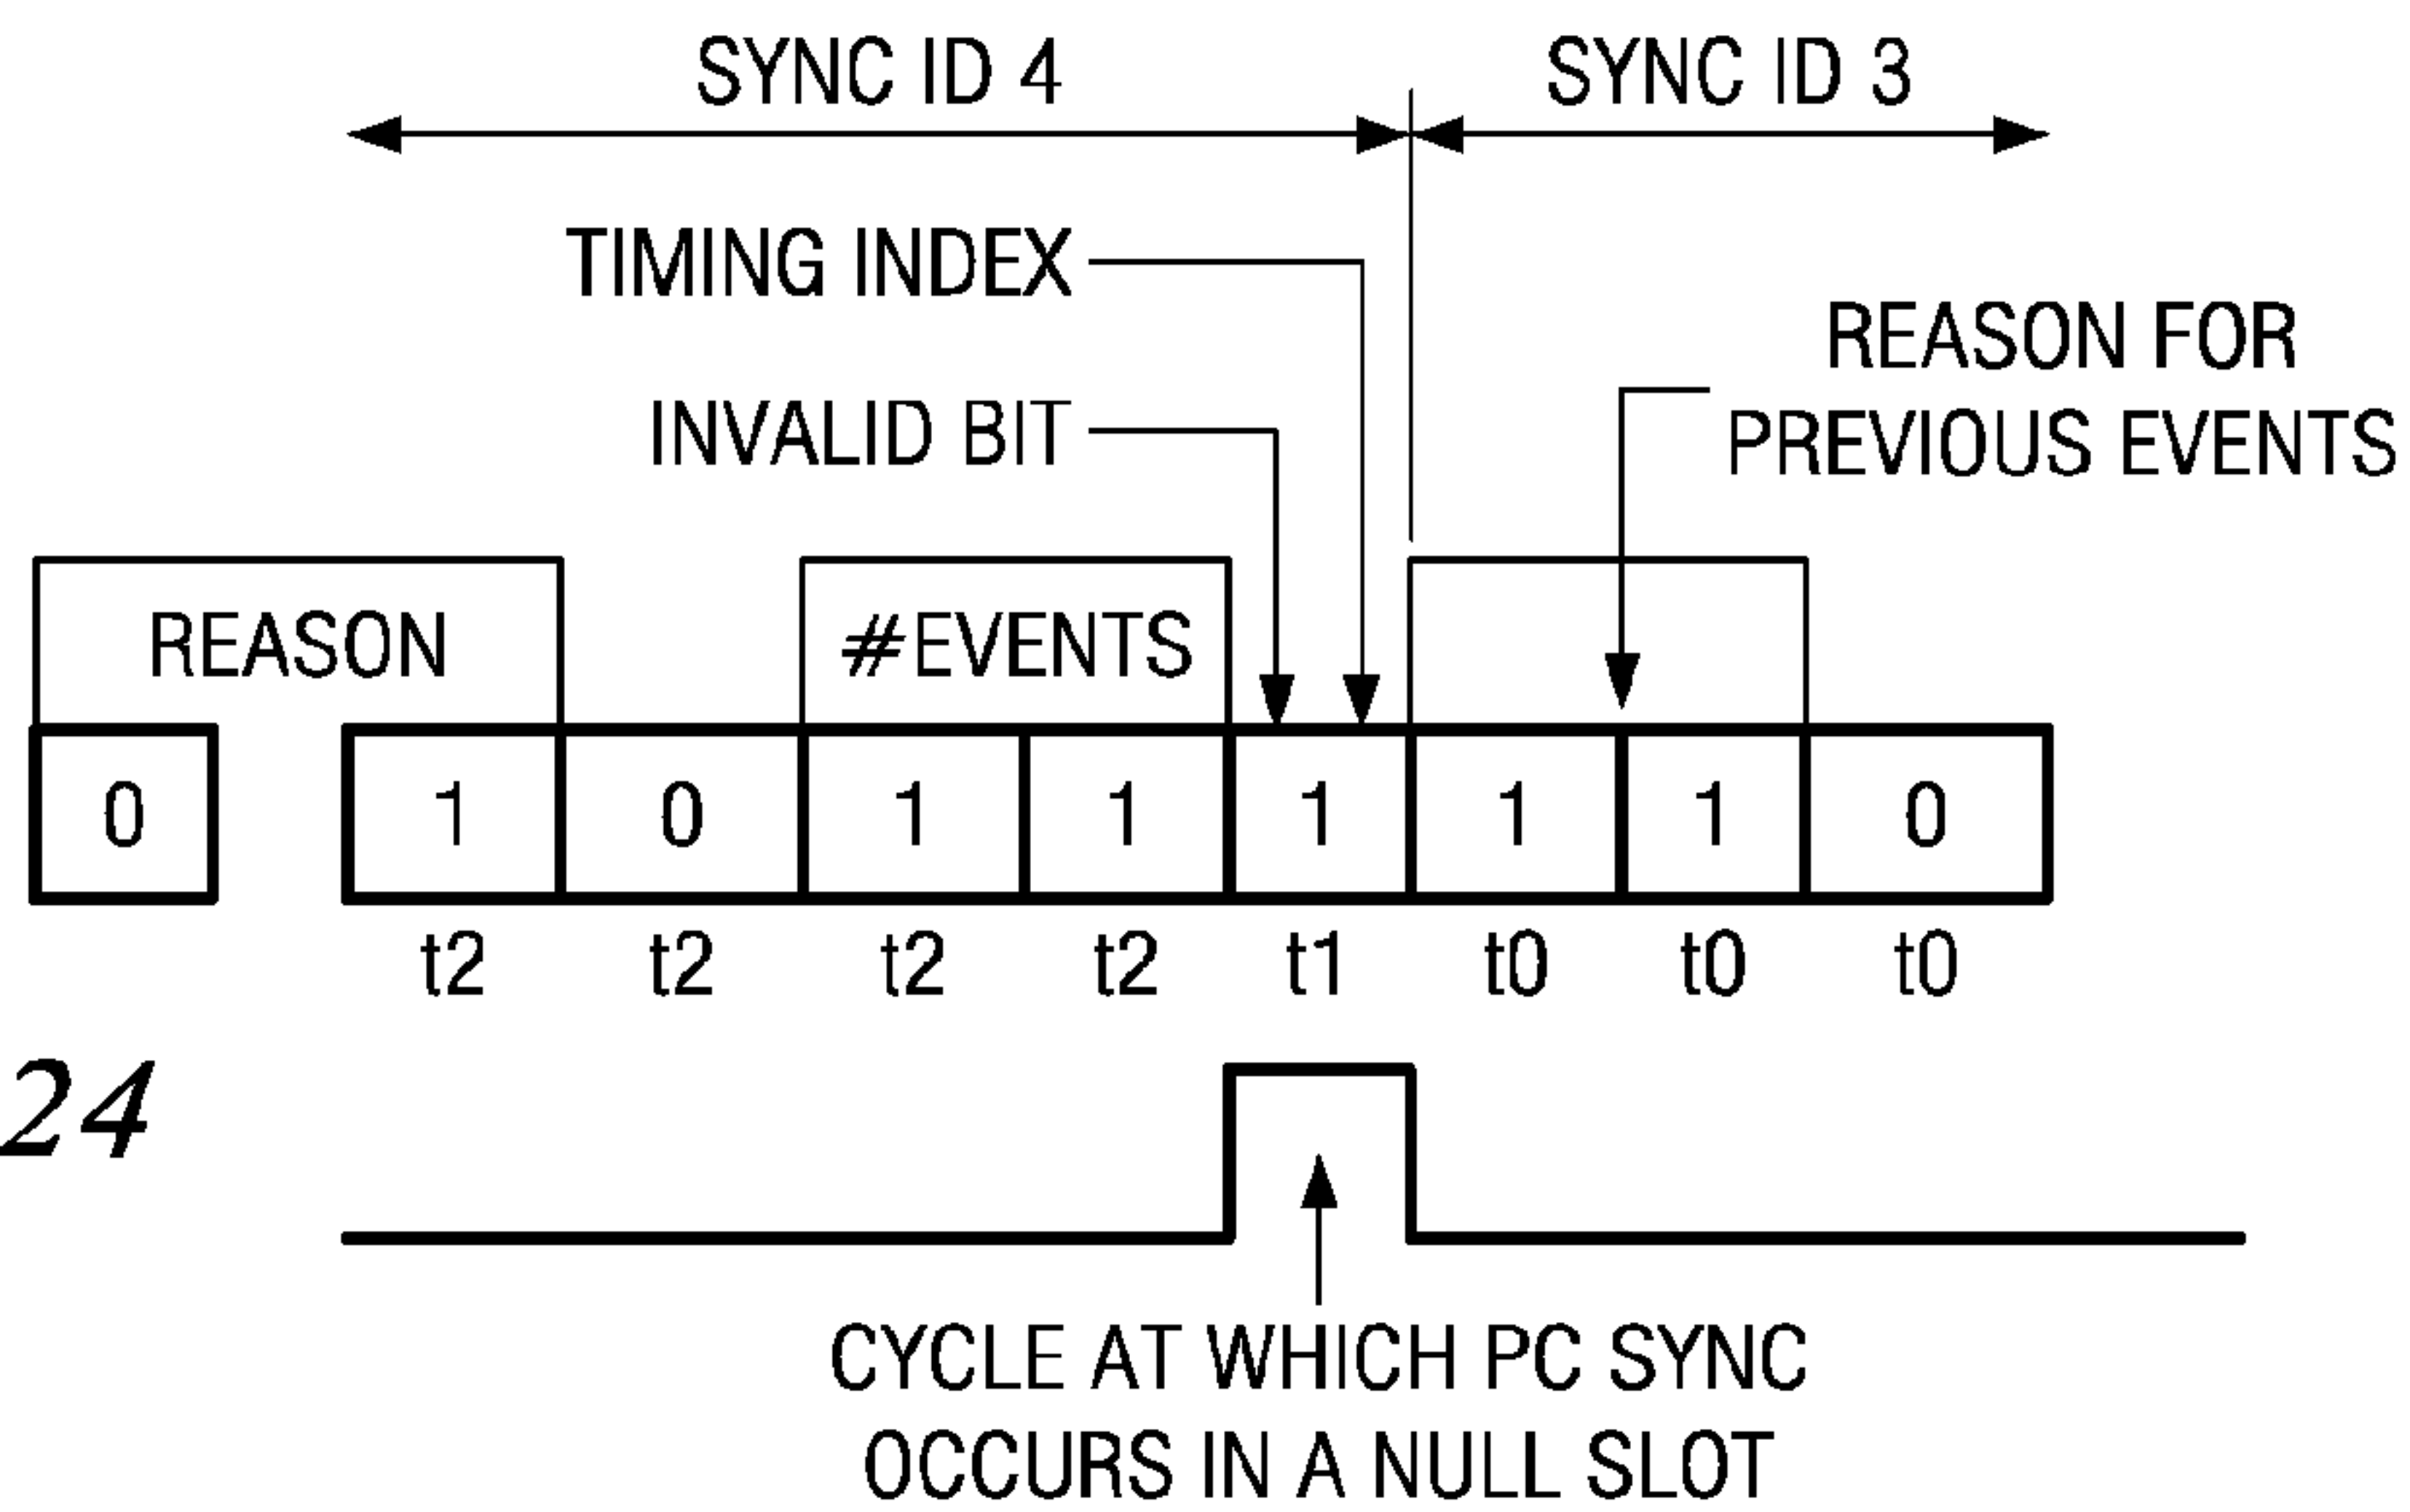 SYNC ID 4 SYNC ID 3
TIMING INDEX
REASON FOR
PREVIOUS EVENTS
INVALID BIT
REASON #EVENTS
0 1 0 1 1 1 1 1 0
t2 t2 t2 t2 t1 t0 t0 t0
24
CYCLE AT WHICH PC SYNC
OCCURS IN A NULL SLOT